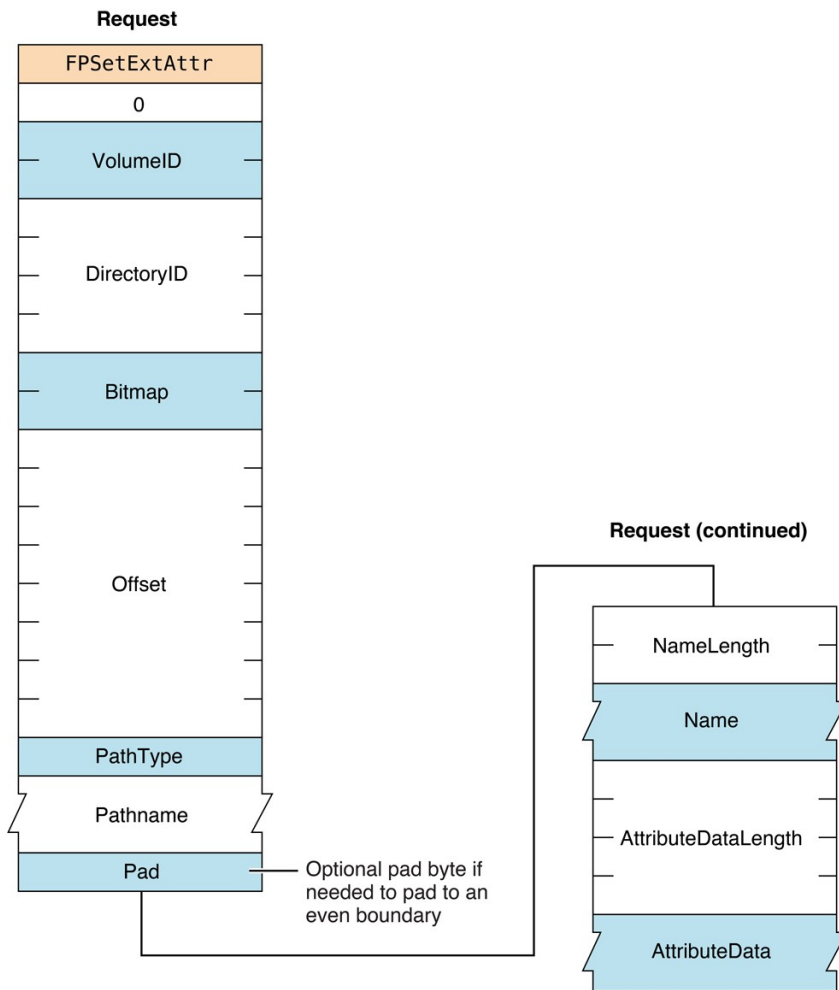 Request
FPSetExtAttr
0
VolumeID
DirectoryID
Bitmap
Offset
PathType
Pathname
Pad
Optional pad byte if
needed to pad to an
even boundary
Request (continued)
NameLength
Name
AttributeDataLength
AttributeData